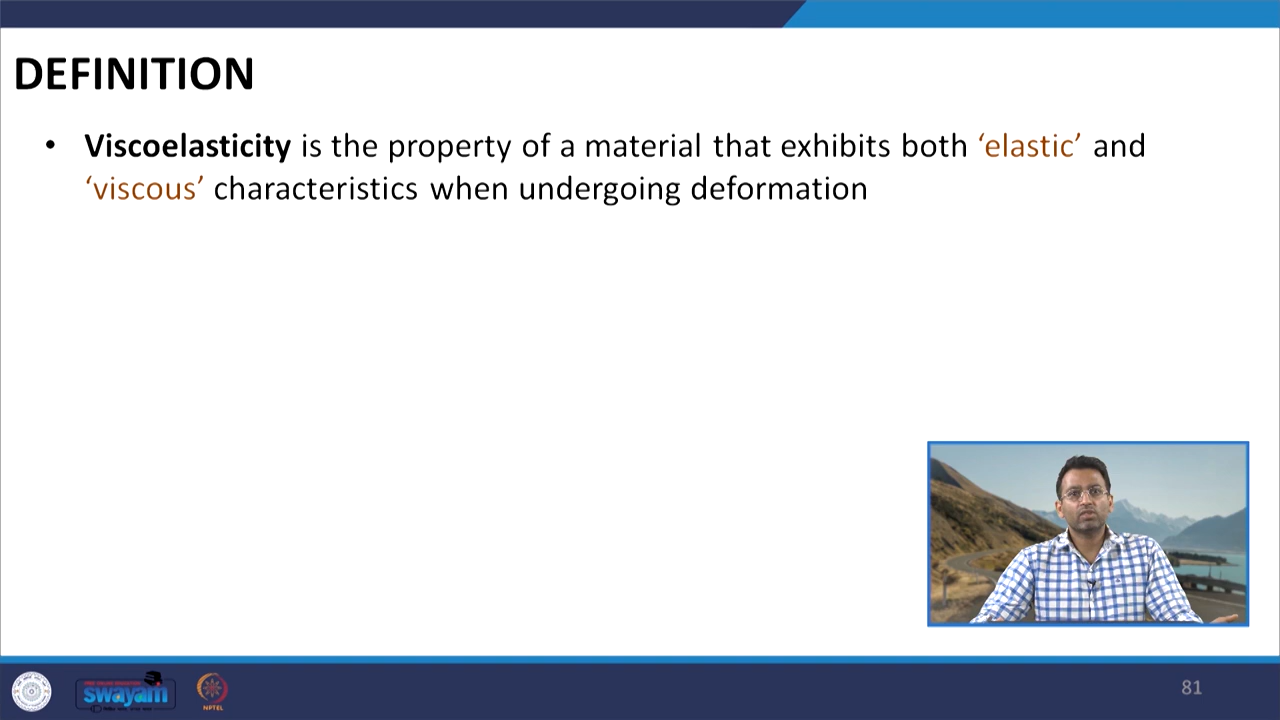 DEFINITION
• Viscoelasticity is the property of a material that exhibits both ‘elastic’ and
‘viscous’ characteristics when undergoing deformation
swayam
NPTEL
81